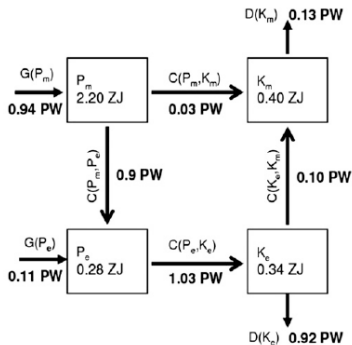 D(Kₘ) 0.13 PW
G(Pₘ)
0.94 PW
Pₘ
2.20 ZJ
C(Pₘ,Kₘ)
0.03 PW
Kₘ
0.40 ZJ
C(Pₘ,Pₑ)
0.9 PW
C(Kₑ,Kₘ)
0.10 PW
G(Pₑ)
0.11 PW
Pₑ
0.28 ZJ
C(Pₑ,Kₑ)
1.03 PW
Kₑ
0.34 ZJ
D(Kₑ) 0.92 PW